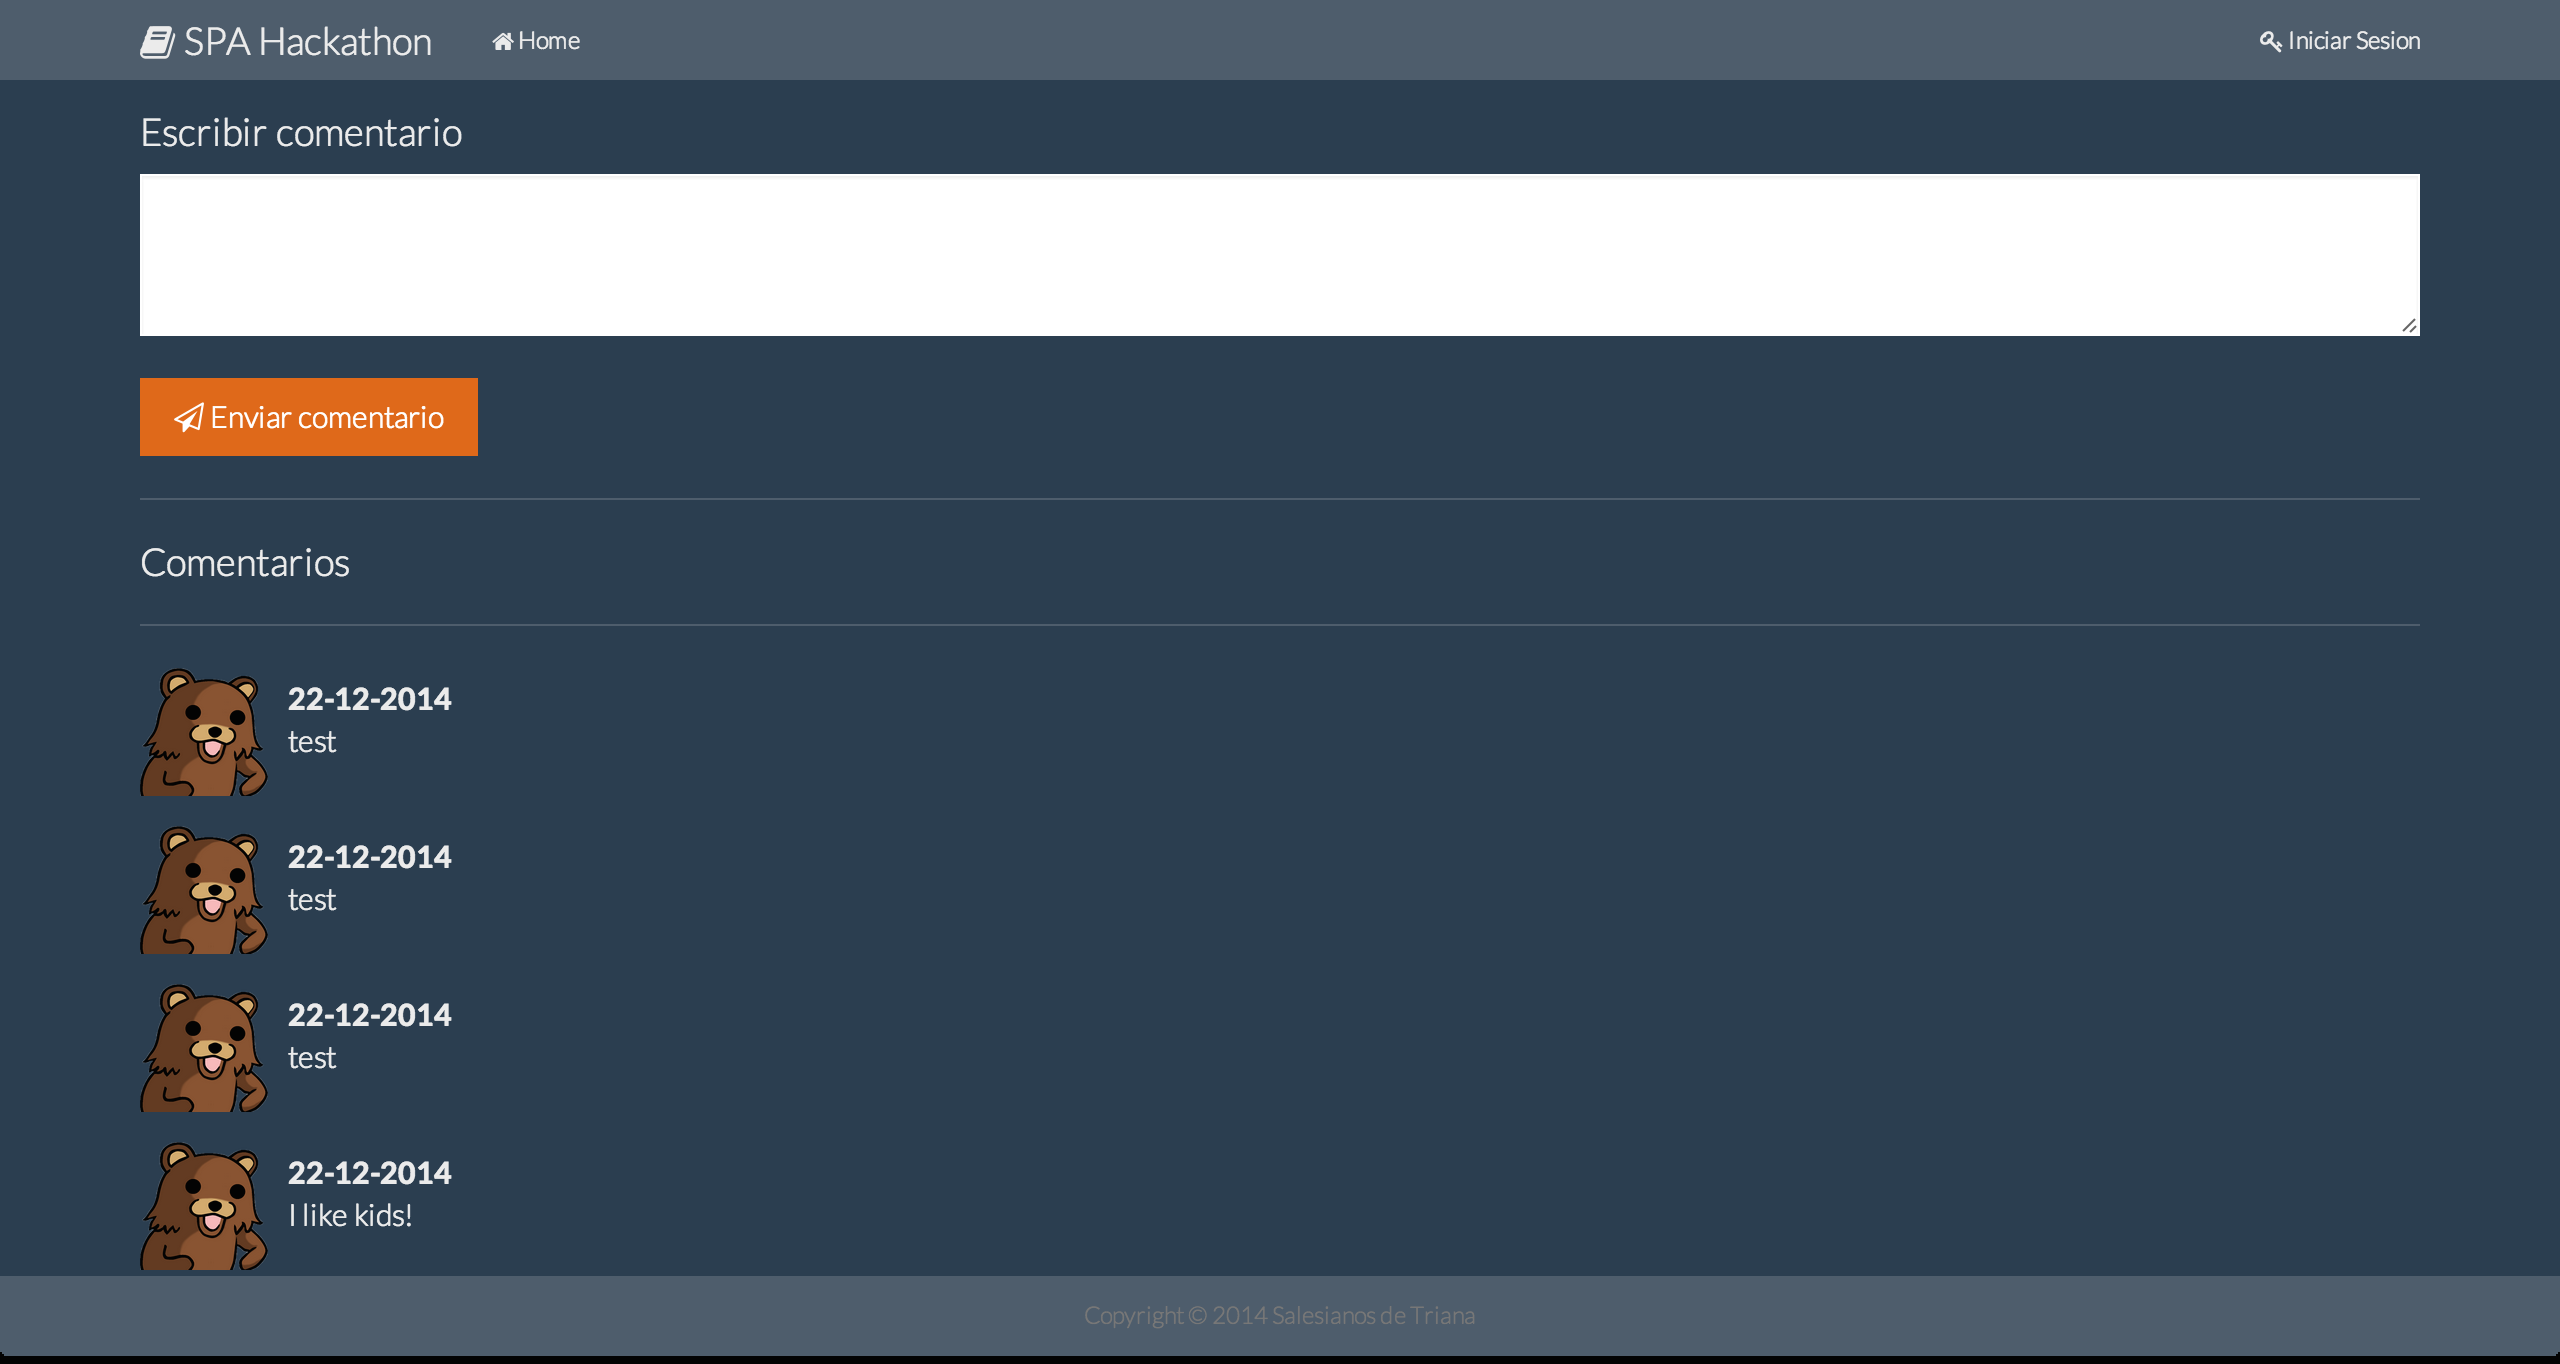 SPA Hackathon Home Iniciar Sesion
Escribir comentario
Enviar comentario
Comentarios
22-12-2014
test
22-12-2014
test
22-12-2014
test
22-12-2014
I like kids!
Copyright © 2014 Salesianos de Triana